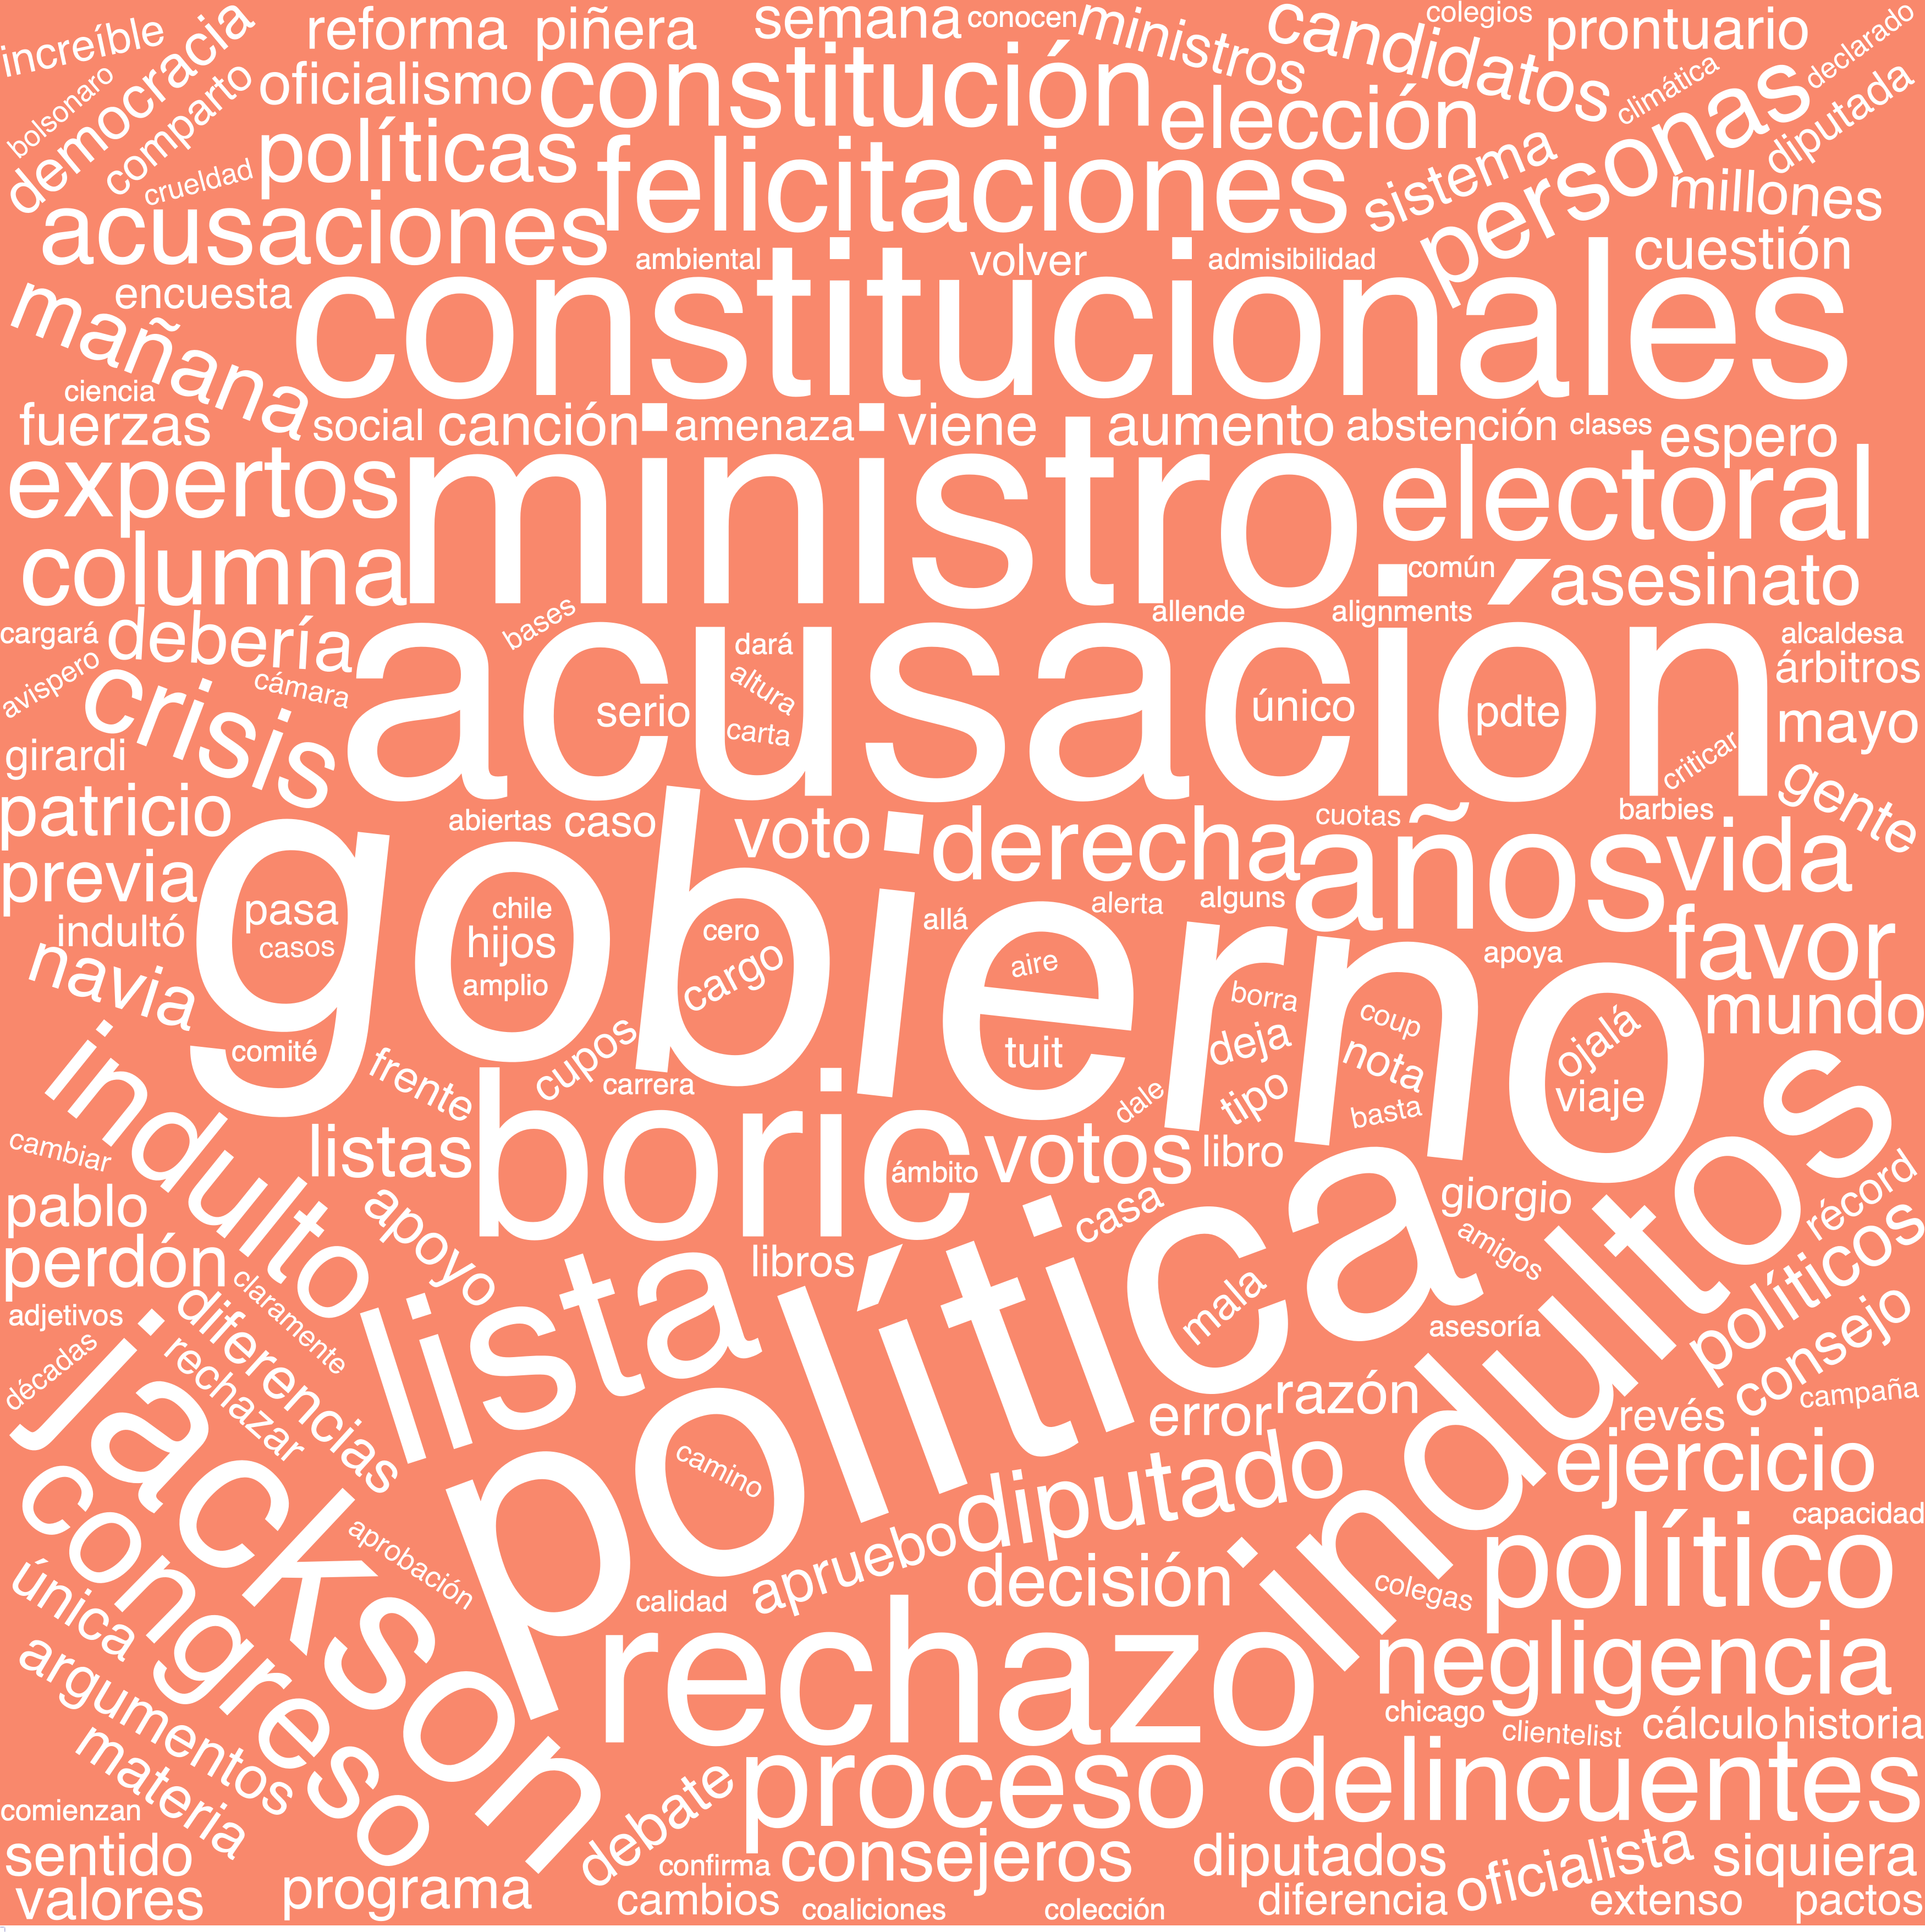 increíble
reforma
piñera
semana
conocen
ministros
candidatos
colegios
prontuario
declarado
bolsonaro
democracia
comparto
oficialismo
constitución
elección
climática
diputada
crueldad
políticas
felicitaciones
sistema
personas
millones
acusaciones
ambiental
volver
admisibilidad
cuestión
mañana
encuesta
constitucionales
ciencia
fuerzas
social
canción
amenaza
viene
aumento
abstención
clases
espero
expertos
ministro
electoral
columna
común
asesinato
cargará
debería
bases
allende
alignments
alcaldesa
avispero
crisis
cámara
acusación
dará
serio
altura
carta
único
pdte
árbitros
mayo
girardi
criticar
gente
patricio
abiertas
caso
voto
derecha
cuotas
años
barbies
vida
previa
gobierno
pasa
casos
chile
hijos
amplio
cero
cargo
allá
alerta
alguns
favor
indultó
navia
aire
borra
coup
apoya
mundo
comité
frente
cupos
carrera
tuit
deja
nota
ojalá
viaje
indulto
dale
tipo
basta
cambiar
listas
boric
ámbito
votos
libro
indultos
pablo
apoyo
casa
giorgio
récord
perdón
claramente
lista
libros
política
mala
amigos
políticos
adjetivos
diferencias
asesoría
consejo
décadas
rechazar
jackson
error
razón
revés
campaña
congreso
camino
diputado
ejercicio
aprobación
apruebo
capacidad
única
calidad
decisión
colegas
político
argumentos
rechazo
negligencia
materia
chicago
clientelist
cálculo
historia
comienzan
debate
proceso
delincuentes
sentido
confirma
consejeros
diputados
oficialista
siquiera
valores
programa
cambios
coaliciones
colección
diferencia
extenso
pactos